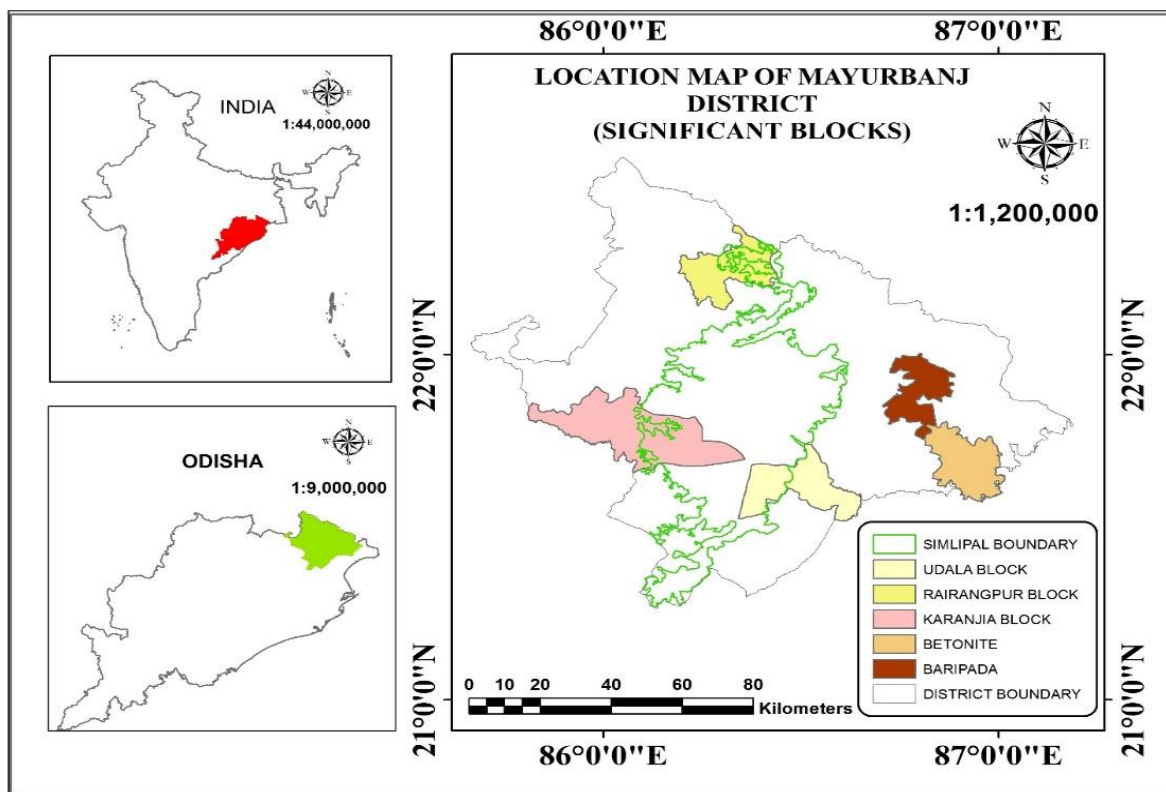 INDIA
N
W E
S
1:44,000,000
ODISHA
N
W E
S
1:9,000,000
86°0'0"E 87°0'0"E
LOCATION MAP OF MAYURBANJ
DISTRICT
(SIGNIFICANT BLOCKS)
N
W E
S
1:1,200,000
22°0'0"N 22°0'0"N
SIMLIPAL BOUNDARY
UDALA BLOCK
RAIRANGPUR BLOCK
KARANJIA BLOCK
BETONITE
BARIPADA
DISTRICT BOUNDARY
0 10 20 40 60 80
Kilometers
21°0'0"N 21°0'0"N
86°0'0"E 87°0'0"E